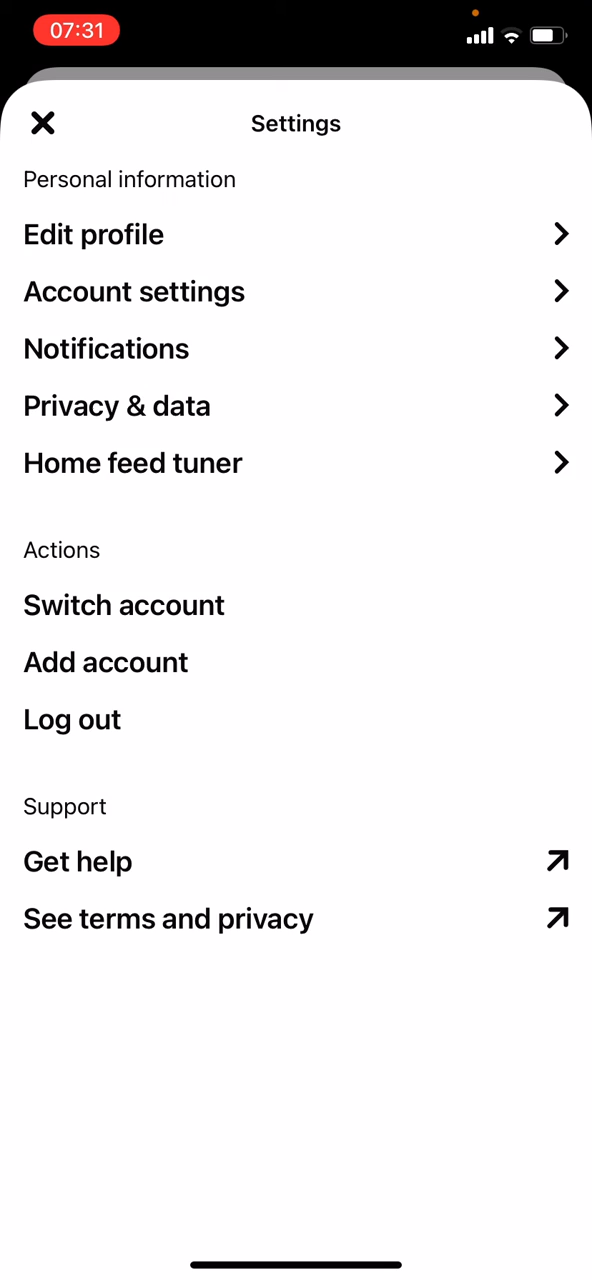 07:31
Settings
Personal information
Edit profile
Account settings
Notifications
Privacy & data
Home feed tuner
Actions
Switch account
Add account
Log out
Support
Get help
See terms and privacy